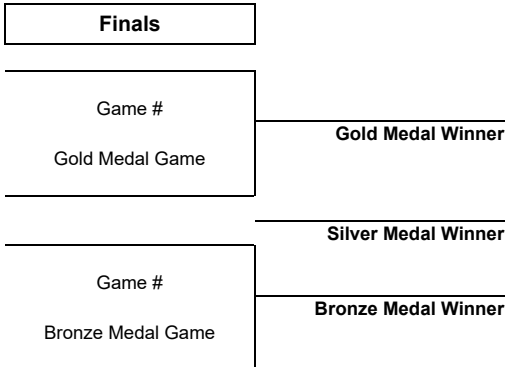 Finals
Game #
Gold Medal Winner
Gold Medal Game
Silver Medal Winner
Game #
Bronze Medal Winner
Bronze Medal Game